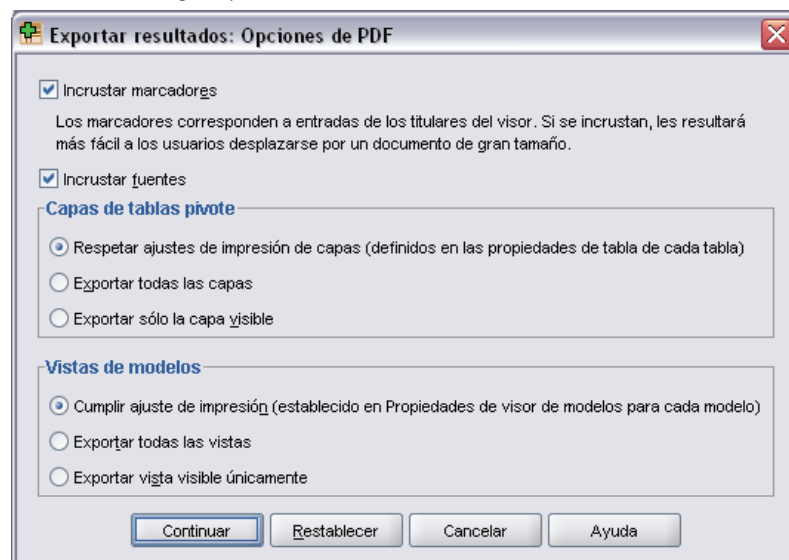 Exportar resultados: Opciones de PDF
Incrustar marcadores
Los marcadores corresponden a entradas de los titulares del visor. Si se incrustan, les resultará
más fácil a los usuarios desplazarse por un documento de gran tamaño.
Incrustar fuentes
Capas de tablas pivote
Respetar ajustes de impresión de capas (definidos en las propiedades de tabla de cada tabla)
Exportar todas las capas
Exportar sólo la capa visible
Vistas de modelos
Cumplir ajuste de impresión (establecido en Propiedades de visor de modelos para cada modelo)
Exportar todas las vistas
Exportar vista visible únicamente
Continuar Restablecer Cancelar Ayuda